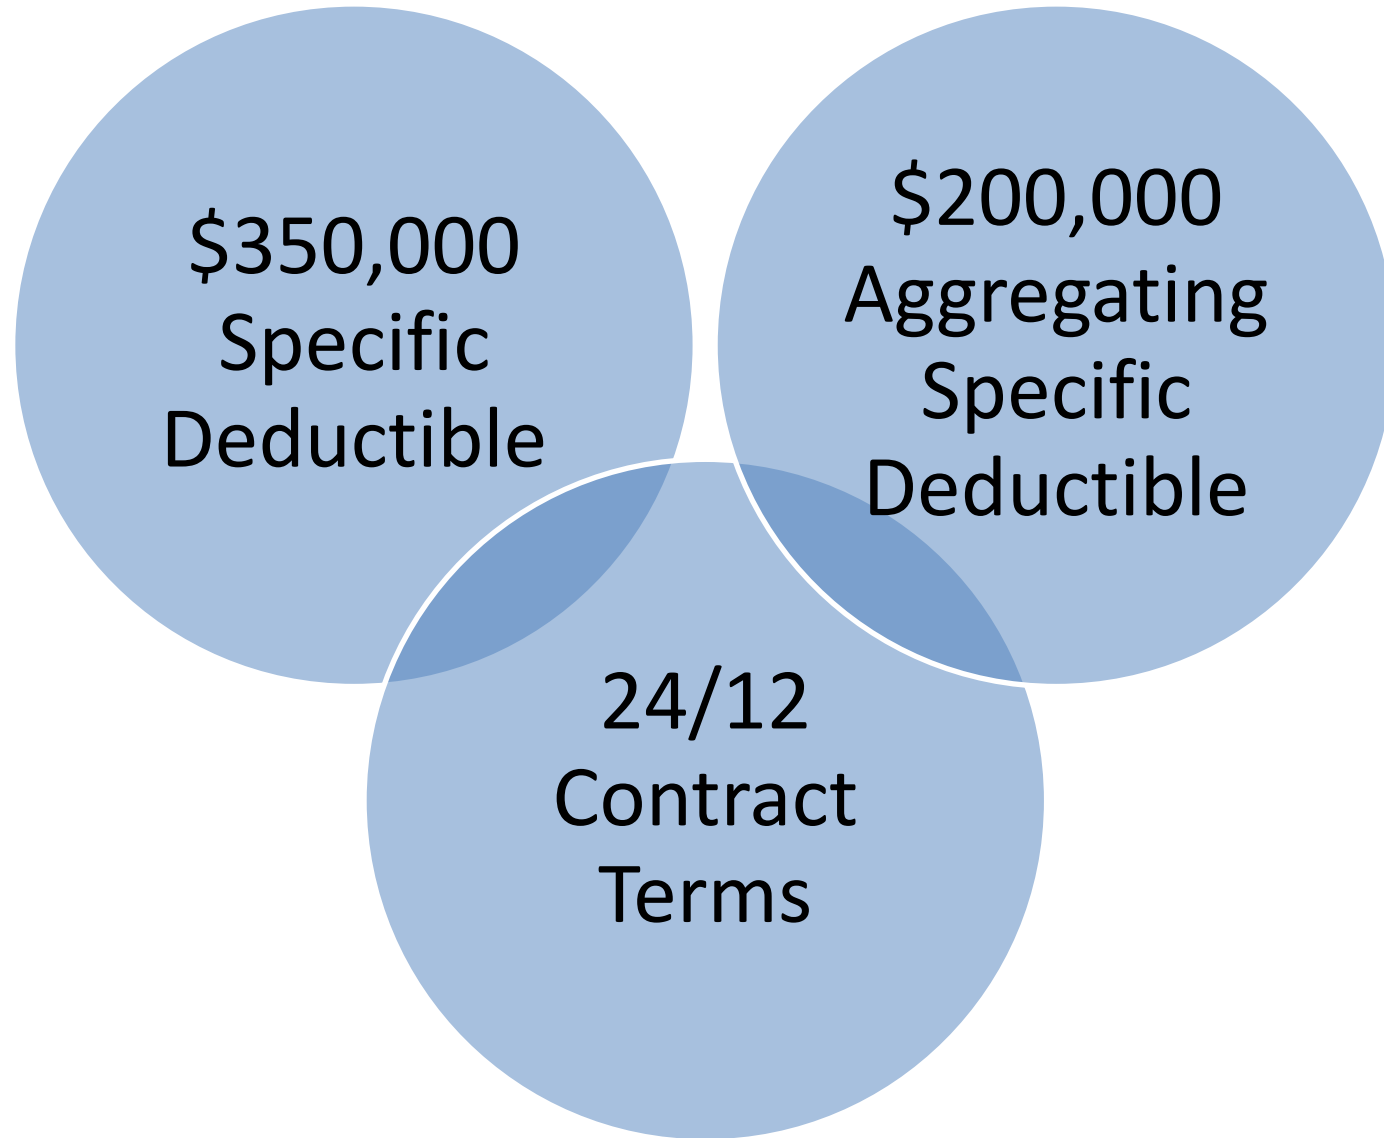 $350,000
Specific
Deductible
$200,000
Aggregating
Specific
Deductible
24/12
Contract
Terms